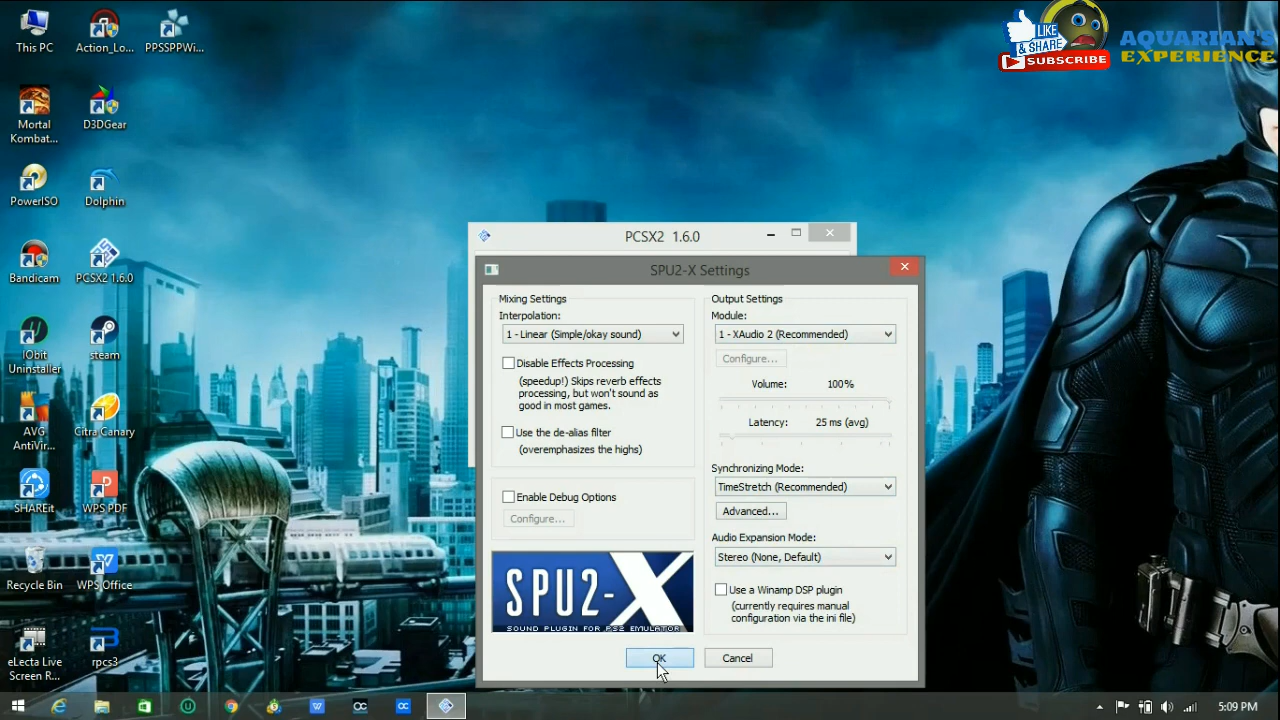 This PC
Action_Lo...
PPSSPPWi...
LIKE
& SHARE
SUBSCRIBE
AQUARIAN'S
EXPERIENCE
Mortal
Kombat...
D3DGear
PowerISO
Dolphin
Bandicam
PCSX2 1.6.0
IObit
Uninstaller
steam
AVG
AntiVir...
Citra Canary
SHAREit
WPS PDF
Recycle Bin
WPS Office
eLecta Live
Screen R...
rpcs3
PCSX2 1.6.0
SPU2-X Settings
Mixing Settings
Interpolation:
1 - Linear (Simple/okay sound)
Disable Effects Processing
(speedup!) Skips reverb effects
processing, but won't sound as
good in most games.
Use the de-alias filter
(overemphasizes the highs)
Enable Debug Options
Configure...
SPU2-X
SOUND PLUGIN FOR PS2 EMULATOR
Output Settings
Module:
1 - XAudio 2 (Recommended)
Configure...
Volume: 100%
Latency: 25 ms (avg)
Synchronizing Mode:
TimeStretch (Recommended)
Advanced...
Audio Expansion Mode:
Stereo (None, Default)
Use a Winamp DSP plugin
(currently requires manual
configuration via the ini file)
OK
Cancel
5:09 PM